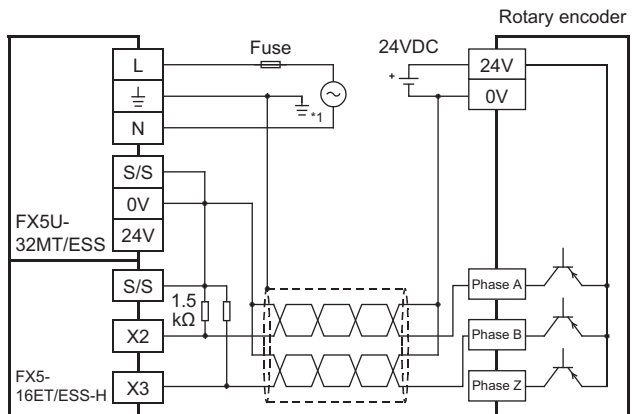 Rotary encoder
Fuse
24VDC
L
N
+
24V
0V
*1
S/S
0V
24V
FX5U-
32MT/ESS
S/S
1.5
kΩ
X2
X3
FX5-
16ET/ESS-H
Phase A
Phase B
Phase Z